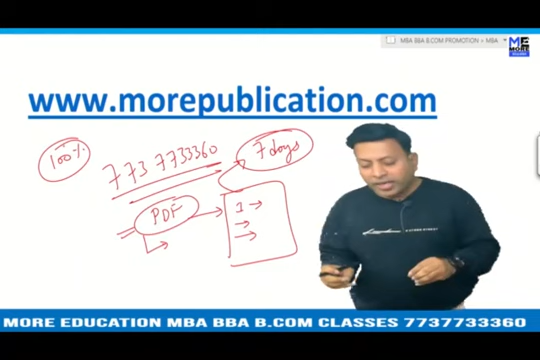 MBA BBA B.COM PROMOTION > MBA
MORE
www.morepublication.com
100%
773 7733360
7 days
PDF
1
MORE EDUCATION MBA BBA B.COM CLASSES 7737733360